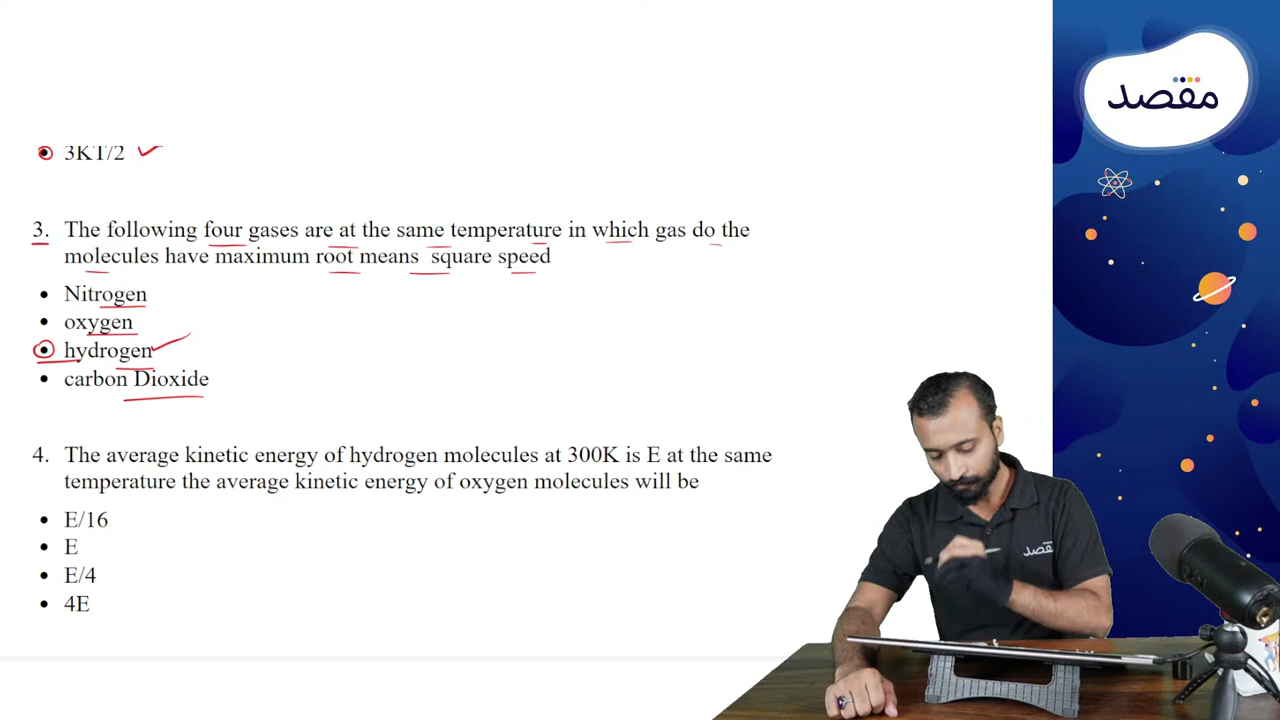 مقصد
3KT/2
3. The following four gases are at the same temperature in which gas do the
molecules have maximum root means square speed
• Nitrogen
• oxygen
• hydrogen
• carbon Dioxide
4. The average kinetic energy of hydrogen molecules at 300K is E at the same
temperature the average kinetic energy of oxygen molecules will be
• E/16
• E
• E/4
• 4E
مقصد